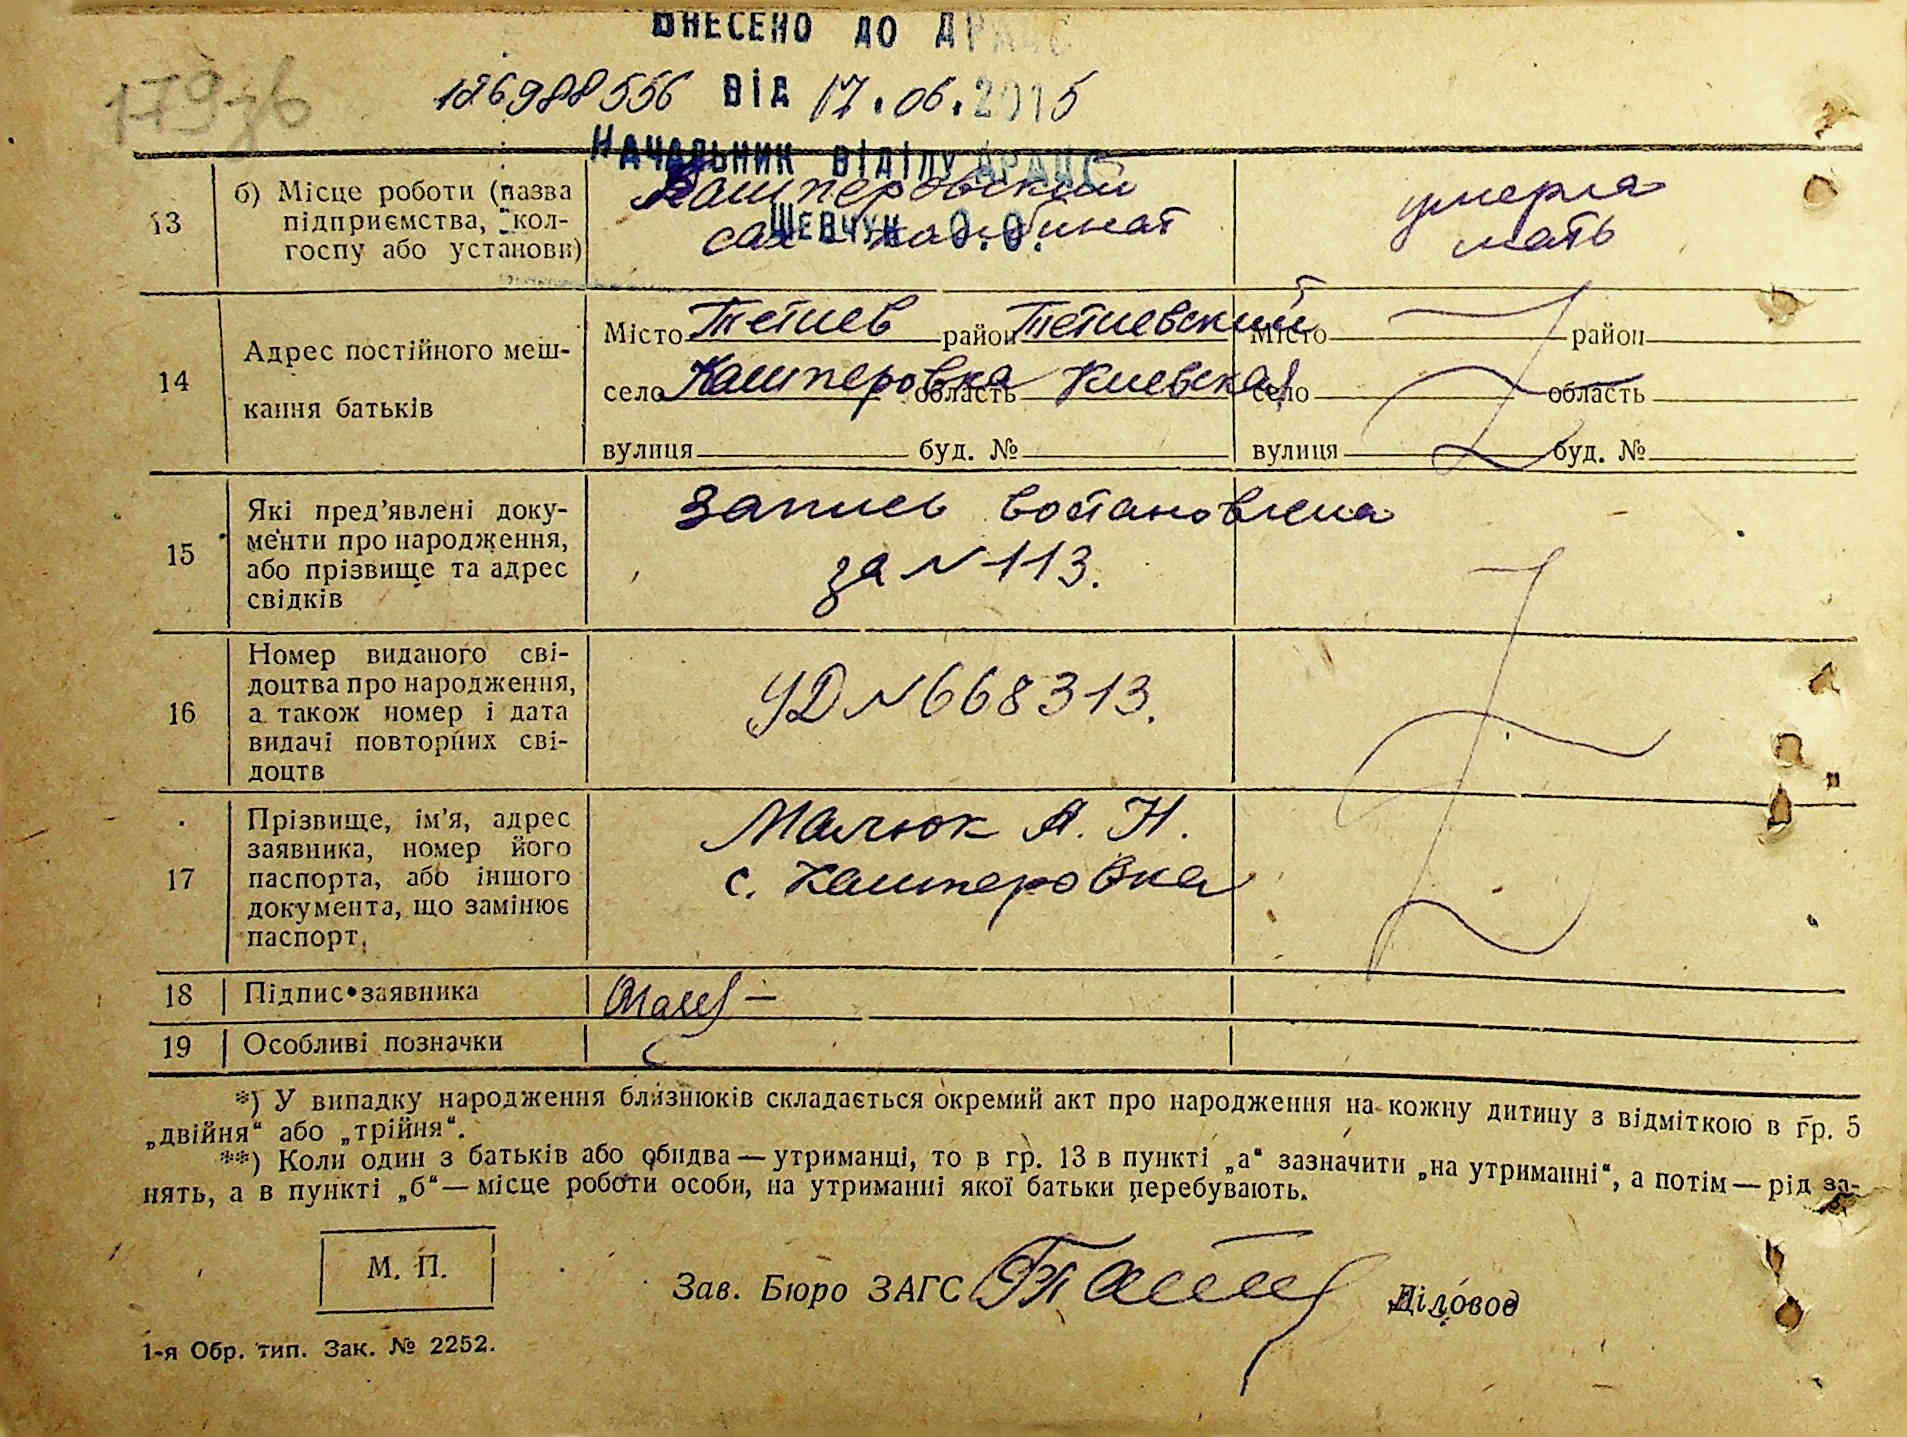 ВНЕСЕНО ДО ДРАЦС
126988556 від 17.06.2015
НАЧАЛЬНИК ВІДІЛУ ДРАЦС
ШЕВЧУК О.О.
13
б) Місце роботи (назва
підприємства, кол-
госпу або установи)
Кашперовский
сах. комбинат
умерла
мать
14
Адрес постійного меш-
кання батьків
Місто Тетиев район Тетиевский
село Кашперовка область Киевская
вулиця буд. №
Місто район
село область
вулиця буд. №
15
Які пред’явлені доку-
менти про народження,
або прізвище та адрес
свідків
Запись востановлена
за N 113.
16
Номер виданого сві-
доцтва про народження,
а також номер і дата
видачі повторних сві-
доцтв
УД N 668313.
17
Прізвище, ім’я, адрес
заявника, номер його
паспорта, або іншого
документа, що замінює
паспорт
Малюк А. Н.
с. Кашперовка
18 Підпис заявника
19 Особливі позначки
*) У випадку народження близнюків складається окремий акт про народження на кожну дитину з відміткою в гр. 5
„двійня“ або „трійня“.
**) Коли один з батьків або обидва — утриманці, то в гр. 13 в пункті „а“ зазначити „на утриманні“, а потім — рід за-
нять, а в пункті „б“ — місце роботи особи, на утриманні якої батьки перебувають.
М. П.
Зав. Бюро ЗАГС
Діловод
1-я Обр. тип. Зак. № 2252.